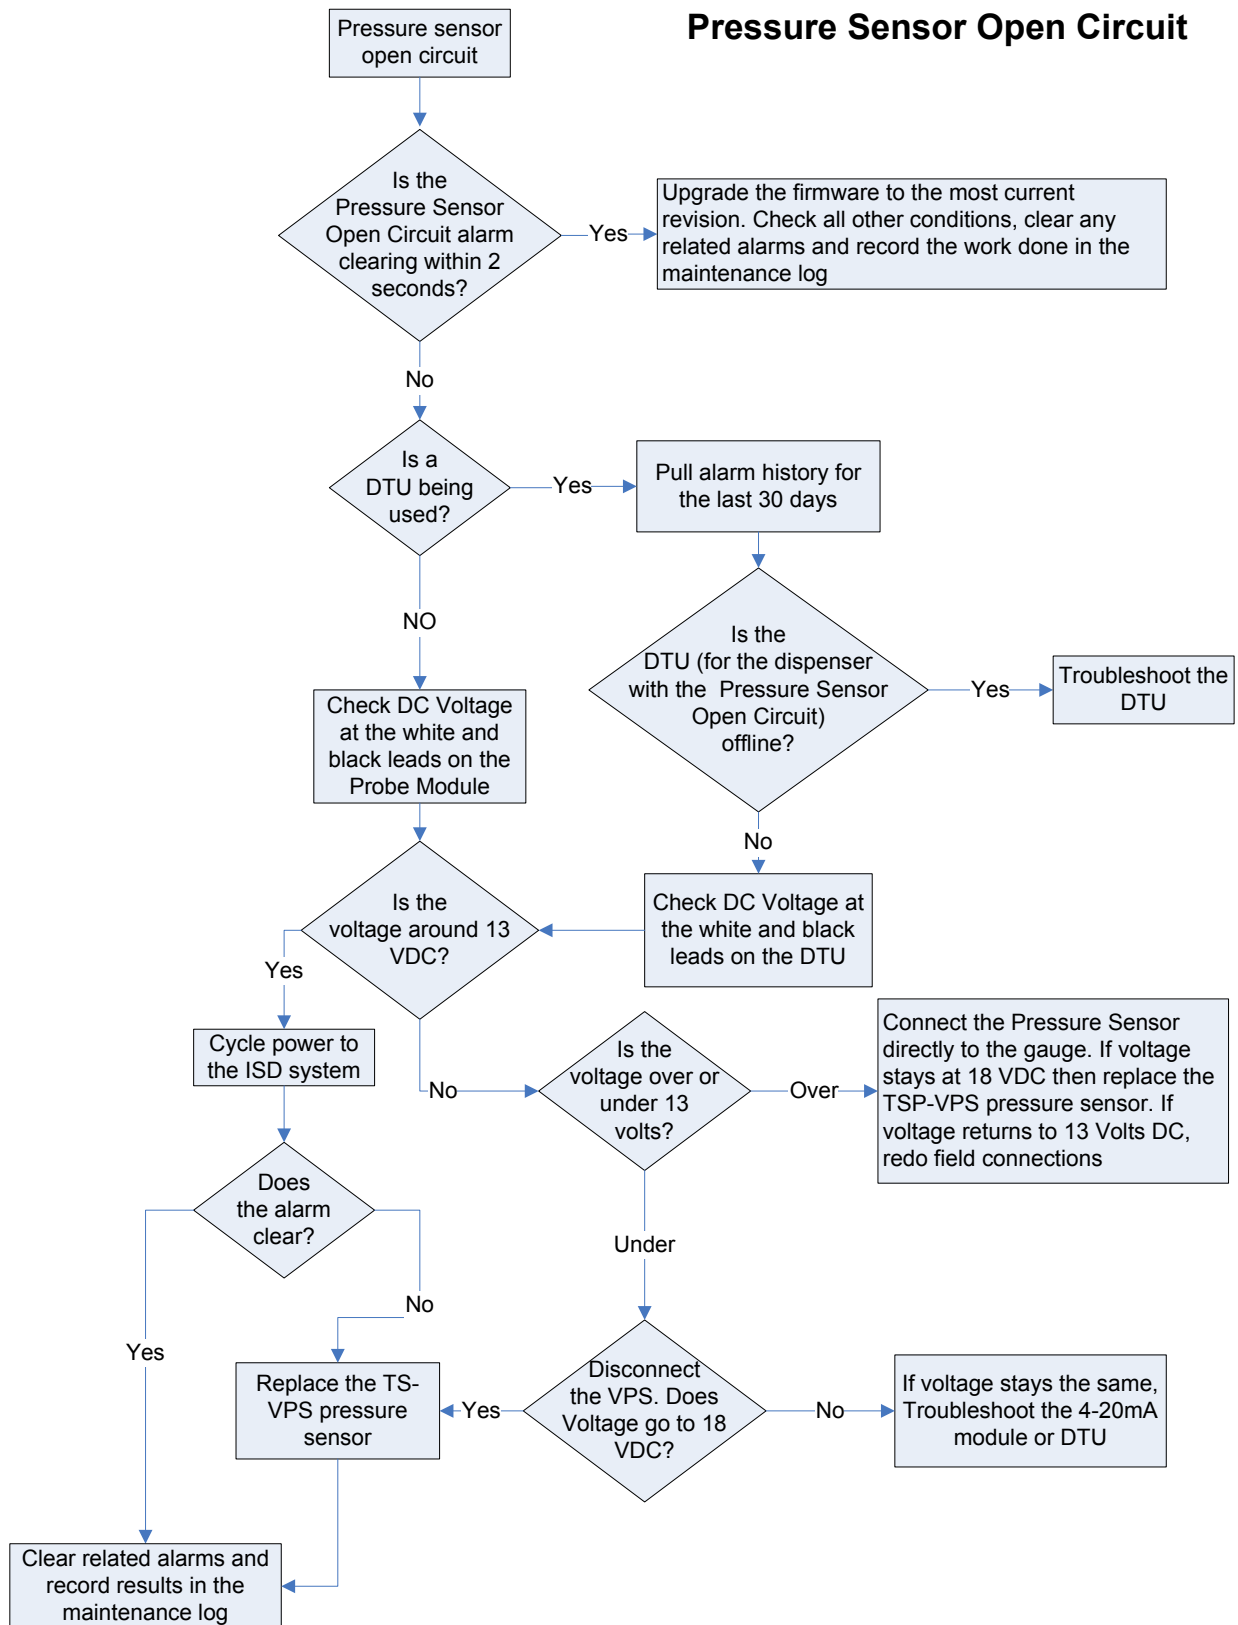 Pressure Sensor Open Circuit
Pressure sensor
open circuit
Is the
Pressure Sensor
Open Circuit alarm
clearing within 2
seconds?
Yes
Upgrade the firmware to the most current
revision. Check all other conditions, clear any
related alarms and record the work done in the
maintenance log
No
Is a
DTU being
used?
Yes
Pull alarm history for
the last 30 days
NO
Is the
DTU (for the dispenser
with the Pressure Sensor
Open Circuit)
offline?
Yes
Troubleshoot the
DTU
Check DC Voltage
at the white and
black leads on the
Probe Module
No
Check DC Voltage at
the white and black
leads on the DTU
Is the
voltage around 13
VDC?
Yes
Cycle power to
the ISD system
No
Is the
voltage over or
under 13
volts?
Over
Connect the Pressure Sensor
directly to the gauge. If voltage
stays at 18 VDC then replace the
TSP-VPS pressure sensor. If
voltage returns to 13 Volts DC,
redo field connections
Does
the alarm
clear?
Under
No
Yes
Replace the TS-
VPS pressure
sensor
Yes
Disconnect
the VPS. Does
Voltage go to 18
VDC?
No
If voltage stays the same,
Troubleshoot the 4-20mA
module or DTU
Clear related alarms and
record results in the
maintenance log